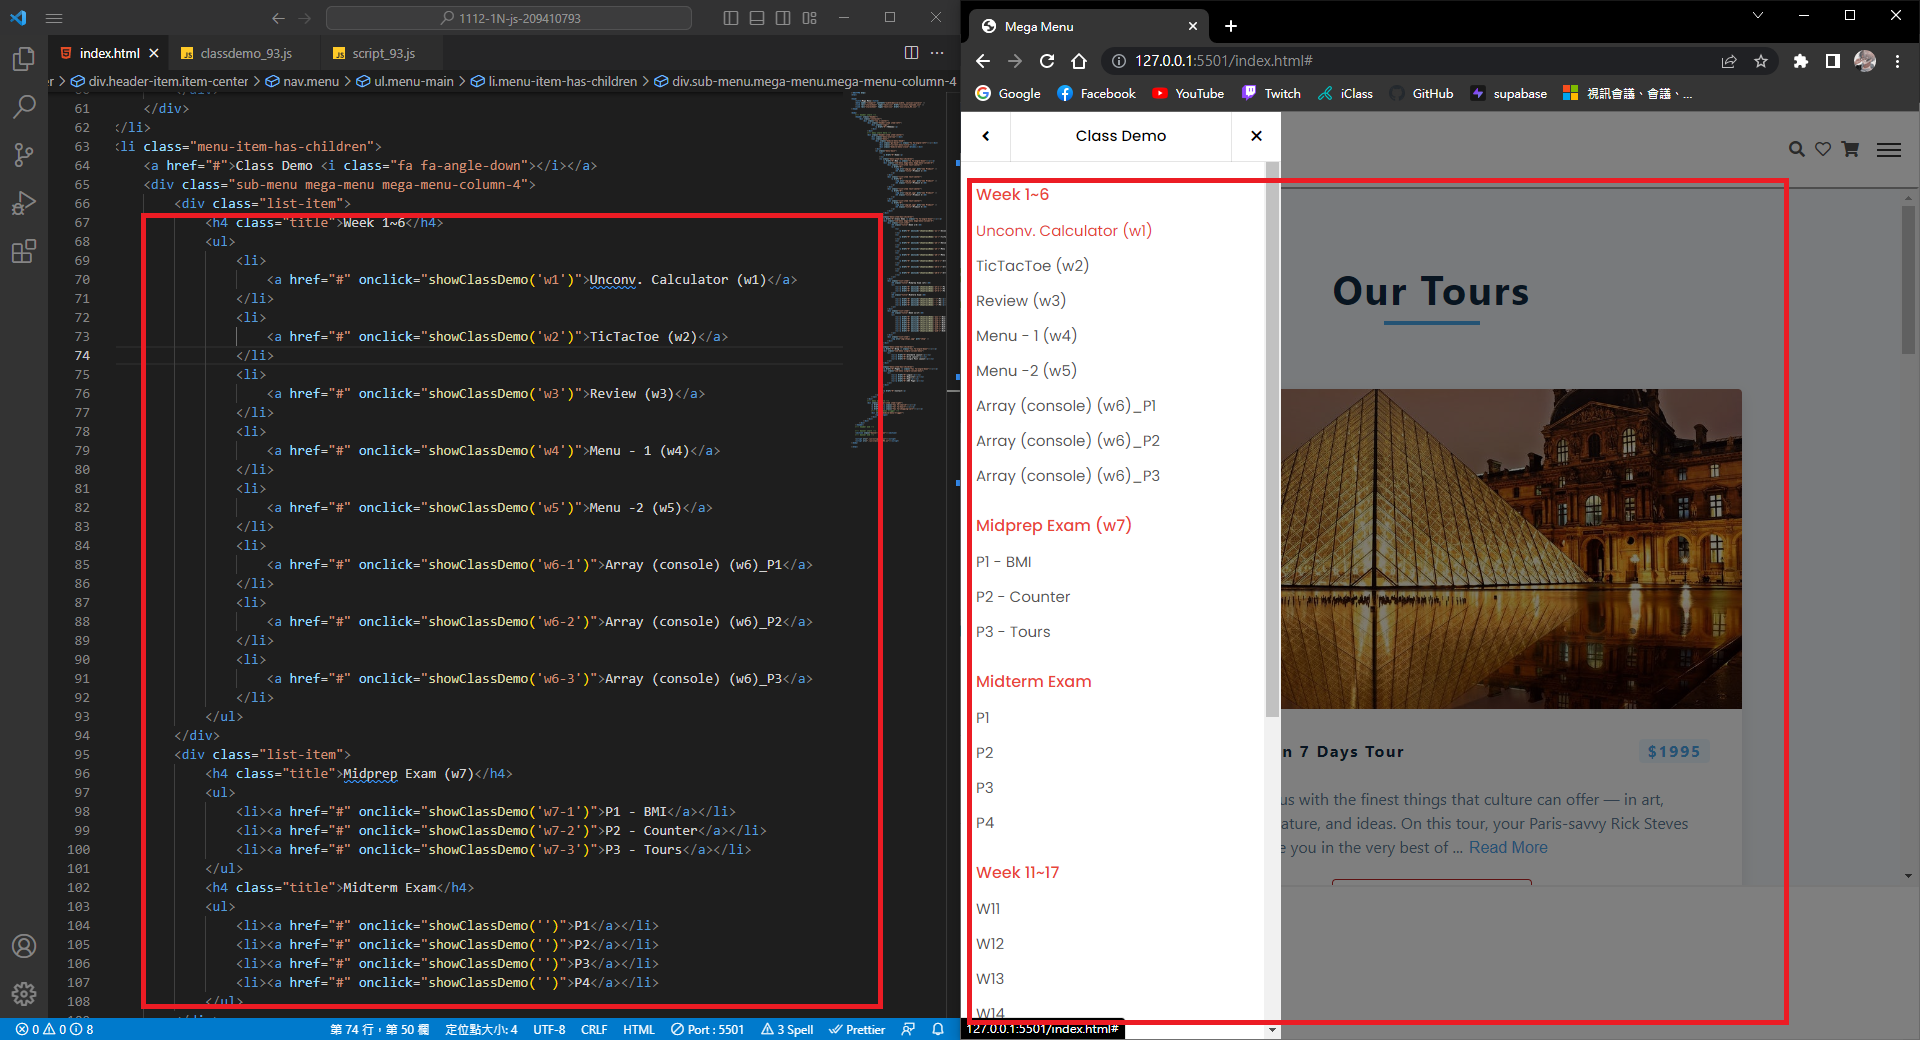 1112-1N-js-209410793
index.html
classdemo_93.js
script_93.js
er > div.header-item.item-center > nav.menu > ul.menu-main > li.menu-item-has-children > div.sub-menu.mega-menu.mega-menu-column-4
61 </div>
62 </li>
63 <li class="menu-item-has-children">
64 <a href="#">Class Demo <i class="fa fa-angle-down"></i></a>
65 <div class="sub-menu mega-menu mega-menu-column-4">
66 <div class="list-item">
67 <h4 class="title">Week 1~6</h4>
68 <ul>
69 <li>
70 <a href="#" onclick="showClassDemo('w1')">Unconv. Calculator (w1)</a>
71 </li>
72 <li>
73 <a href="#" onclick="showClassDemo('w2')">TicTacToe (w2)</a>
74 </li>
75 <li>
76 <a href="#" onclick="showClassDemo('w3')">Review (w3)</a>
77 </li>
78 <li>
79 <a href="#" onclick="showClassDemo('w4')">Menu - 1 (w4)</a>
80 </li>
81 <li>
82 <a href="#" onclick="showClassDemo('w5')">Menu -2 (w5)</a>
83 </li>
84 <li>
85 <a href="#" onclick="showClassDemo('w6-1')">Array (console) (w6)_P1</a>
86 </li>
87 <li>
88 <a href="#" onclick="showClassDemo('w6-2')">Array (console) (w6)_P2</a>
89 </li>
90 <li>
91 <a href="#" onclick="showClassDemo('w6-3')">Array (console) (w6)_P3</a>
92 </li>
93 </ul>
94 </div>
95 <div class="list-item">
96 <h4 class="title">Midprep Exam (w7)</h4>
97 <ul>
98 <li><a href="#" onclick="showClassDemo('w7-1')">P1 - BMI</a></li>
99 <li><a href="#" onclick="showClassDemo('w7-2')">P2 - Counter</a></li>
100 <li><a href="#" onclick="showClassDemo('w7-3')">P3 - Tours</a></li>
101 </ul>
102 <h4 class="title">Midterm Exam</h4>
103 <ul>
104 <li><a href="#" onclick="showClassDemo('')">P1</a></li>
105 <li><a href="#" onclick="showClassDemo('')">P2</a></li>
106 <li><a href="#" onclick="showClassDemo('')">P3</a></li>
107 <li><a href="#" onclick="showClassDemo('')">P4</a></li>
108 </ul>
0 0 8 第 74 行，第 50 欄 定位點大小: 4 UTF-8 CRLF HTML Port : 5501 3 Spell Prettier
Mega Menu
127.0.0.1:5501/index.html#
Google Facebook YouTube Twitch iClass GitHub supabase 視訊會議、會議、...
Class Demo
Week 1~6
Unconv. Calculator (w1)
TicTacToe (w2)
Review (w3)
Menu - 1 (w4)
Menu -2 (w5)
Array (console) (w6)_P1
Array (console) (w6)_P2
Array (console) (w6)_P3
Midprep Exam (w7)
P1 - BMI
P2 - Counter
P3 - Tours
Midterm Exam
P1
P2
P3
P4
Week 11~17
W11
W12
W13
W14
127.0.0.1:5501/index.html#
Our Tours
n 7 Days Tour
$1995
us with the finest things that culture can offer — in art,
ature, and ideas. On this tour, your Paris-savvy Rick Steves
e you in the very best of ... Read More